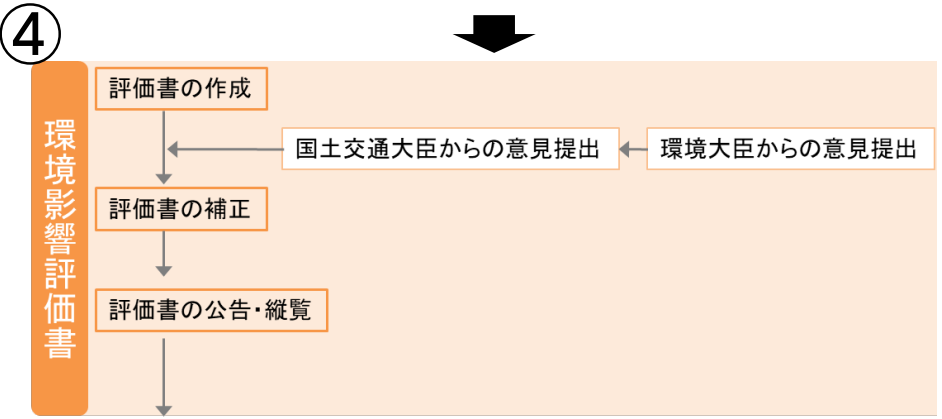 ④
環境影響評価書
評価書の作成
国土交通大臣からの意見提出
環境大臣からの意見提出
評価書の補正
評価書の公告・縦覧